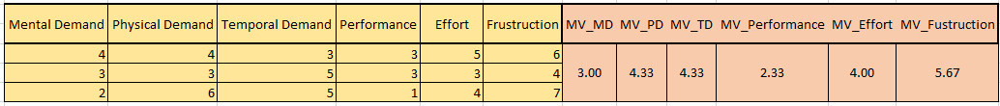 Mental Demand Physical Demand Temporal Demand Performance Effort Frustruction MV_MD MV_PD MV_TD MV_Performance MV_Effort MV_Fustruction
4 4 3 3 5 6
3 3 5 3 3 4 3.00 4.33 4.33 2.33 4.00 5.67
2 6 5 1 4 7